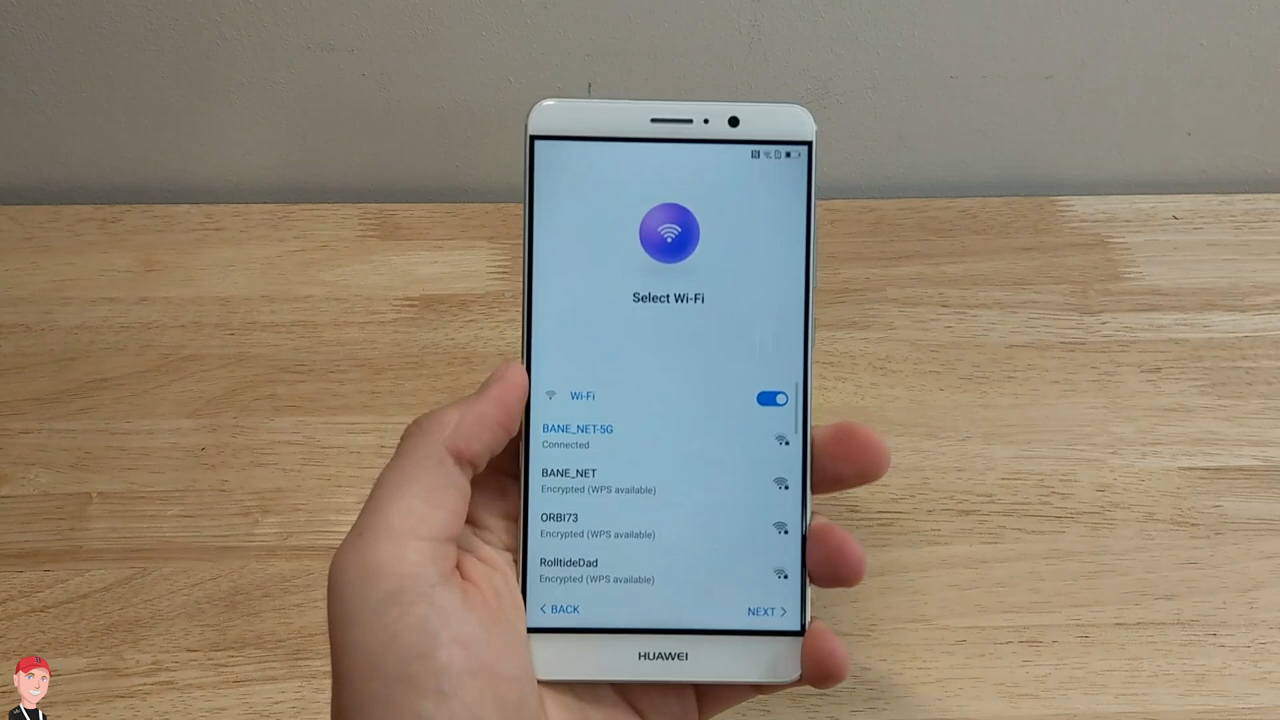 Select Wi-Fi
Wi-Fi
BANE_NET-5G
Connected
BANE_NET
Encrypted (WPS available)
ORBI73
Encrypted (WPS available)
RolltideDad
Encrypted (WPS available)
BACK
NEXT
HUAWEI